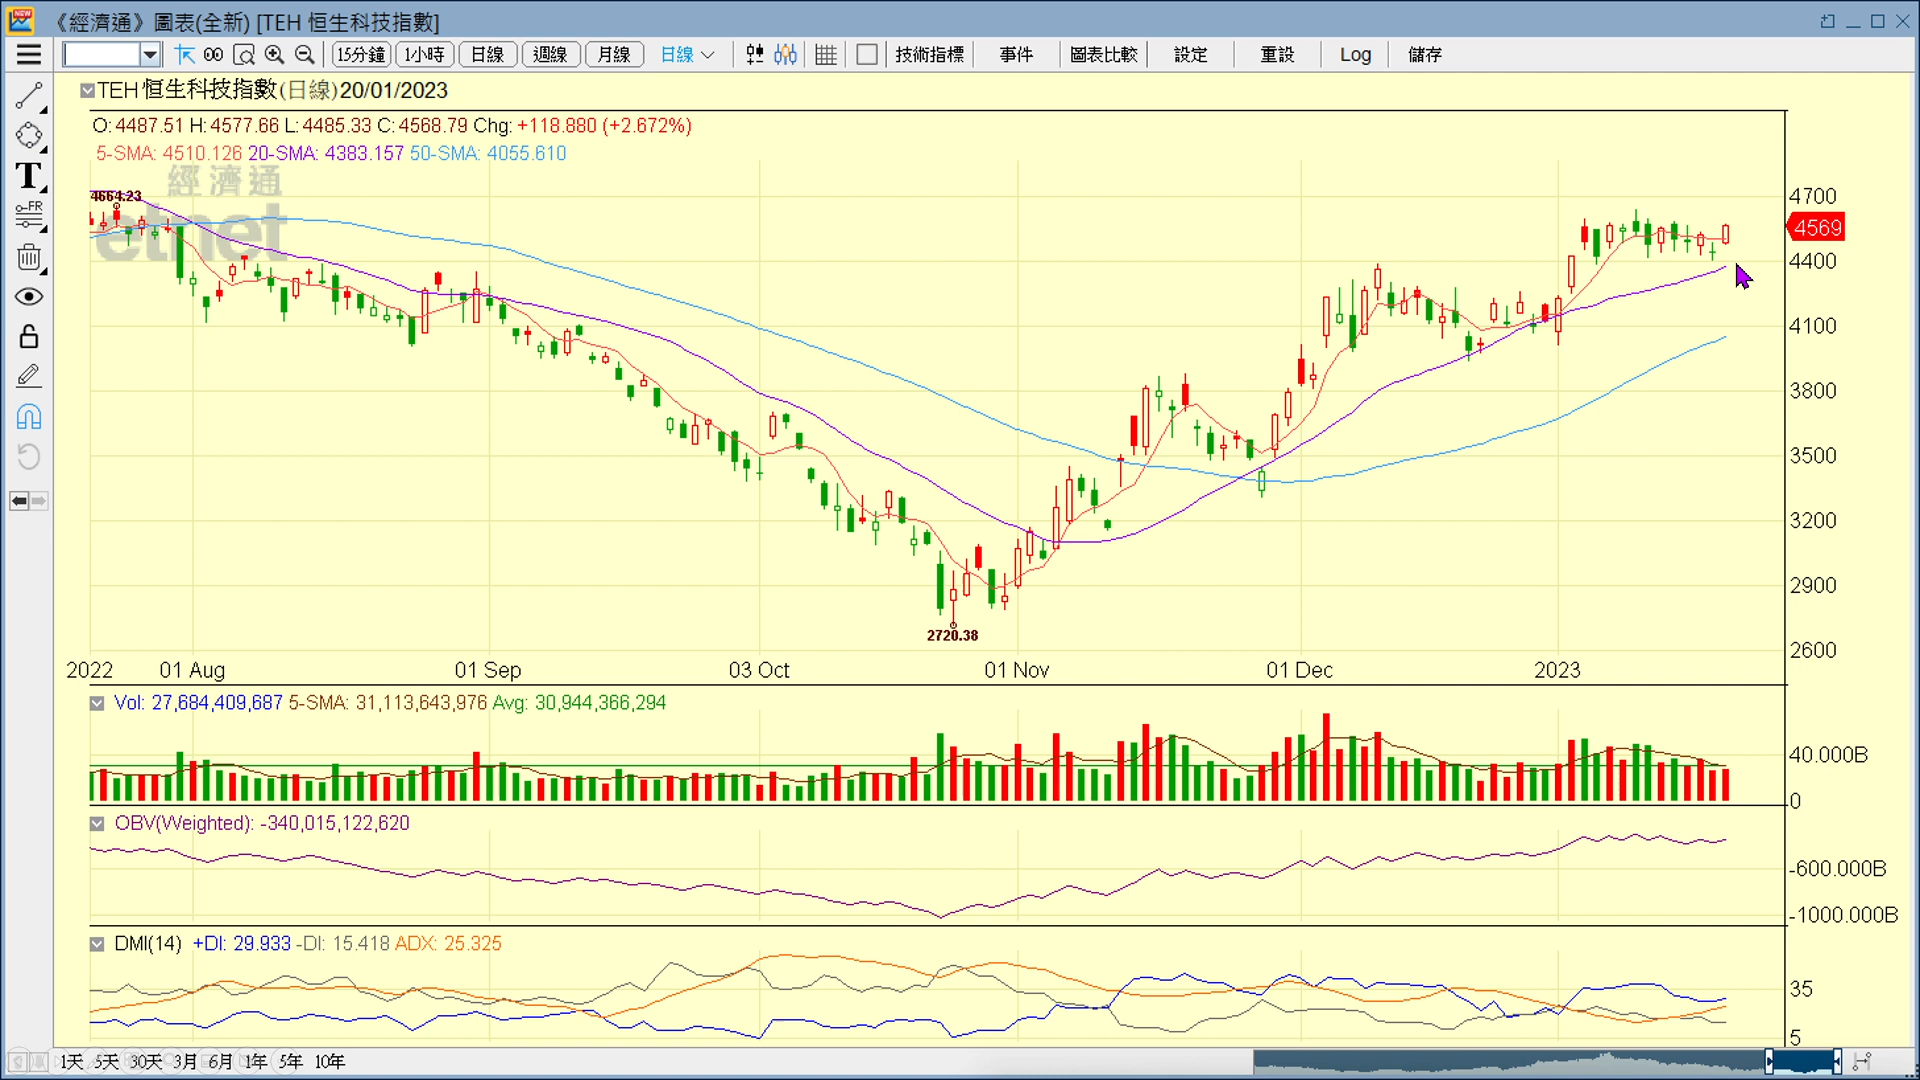 《經濟通》圖表(全新) [TEH 恒生科技指數]
15分鐘 1小時 日線 週線 月線 日線 技術指標 事件 圖表比較 設定 重設 Log 儲存
TEH 恒生科技指數(日線)20/01/2023
O:4487.51 H:4577.66 L:4485.33 C:4568.79 Chg:+118.880 (+2.672%)
5-SMA: 4510.126 20-SMA: 4383.157 50-SMA: 4055.610
經濟通
etnet
4664.23
4700
4569
4400
4100
3800
3500
3200
2900
2600
2720.38
2022 01 Aug 01 Sep 03 Oct 01 Nov 01 Dec 2023
Vol: 27,684,409,687 5-SMA: 31,113,643,976 Avg: 30,944,366,294
40.000B
0
OBV(Weighted): -340,015,122,620
-600.000B
-1000.000B
DMI(14) +DI: 29.933 -DI: 15.418 ADX: 25.325
35
5
1天 5天 30天 3月 6月 1年 5年 10年
T
FR
NEW